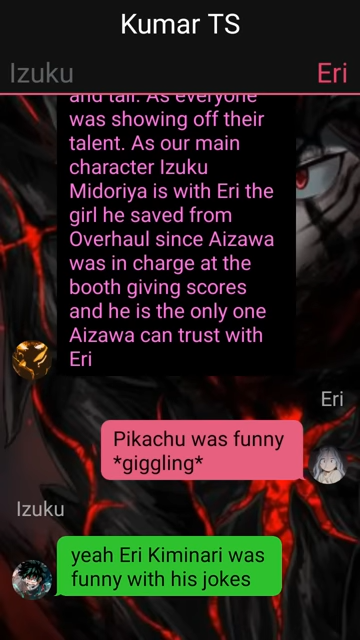 Kumar TS
Izuku
Eri
and tall. As everyone
was showing off their
talent. As our main
character Izuku
Midoriya is with Eri the
girl he saved from
Overhaul since Aizawa
was in charge at the
booth giving scores
and he is the only one
Aizawa can trust with
Eri
Eri
Pikachu was funny
*giggling*
Izuku
yeah Eri Kiminari was
funny with his jokes